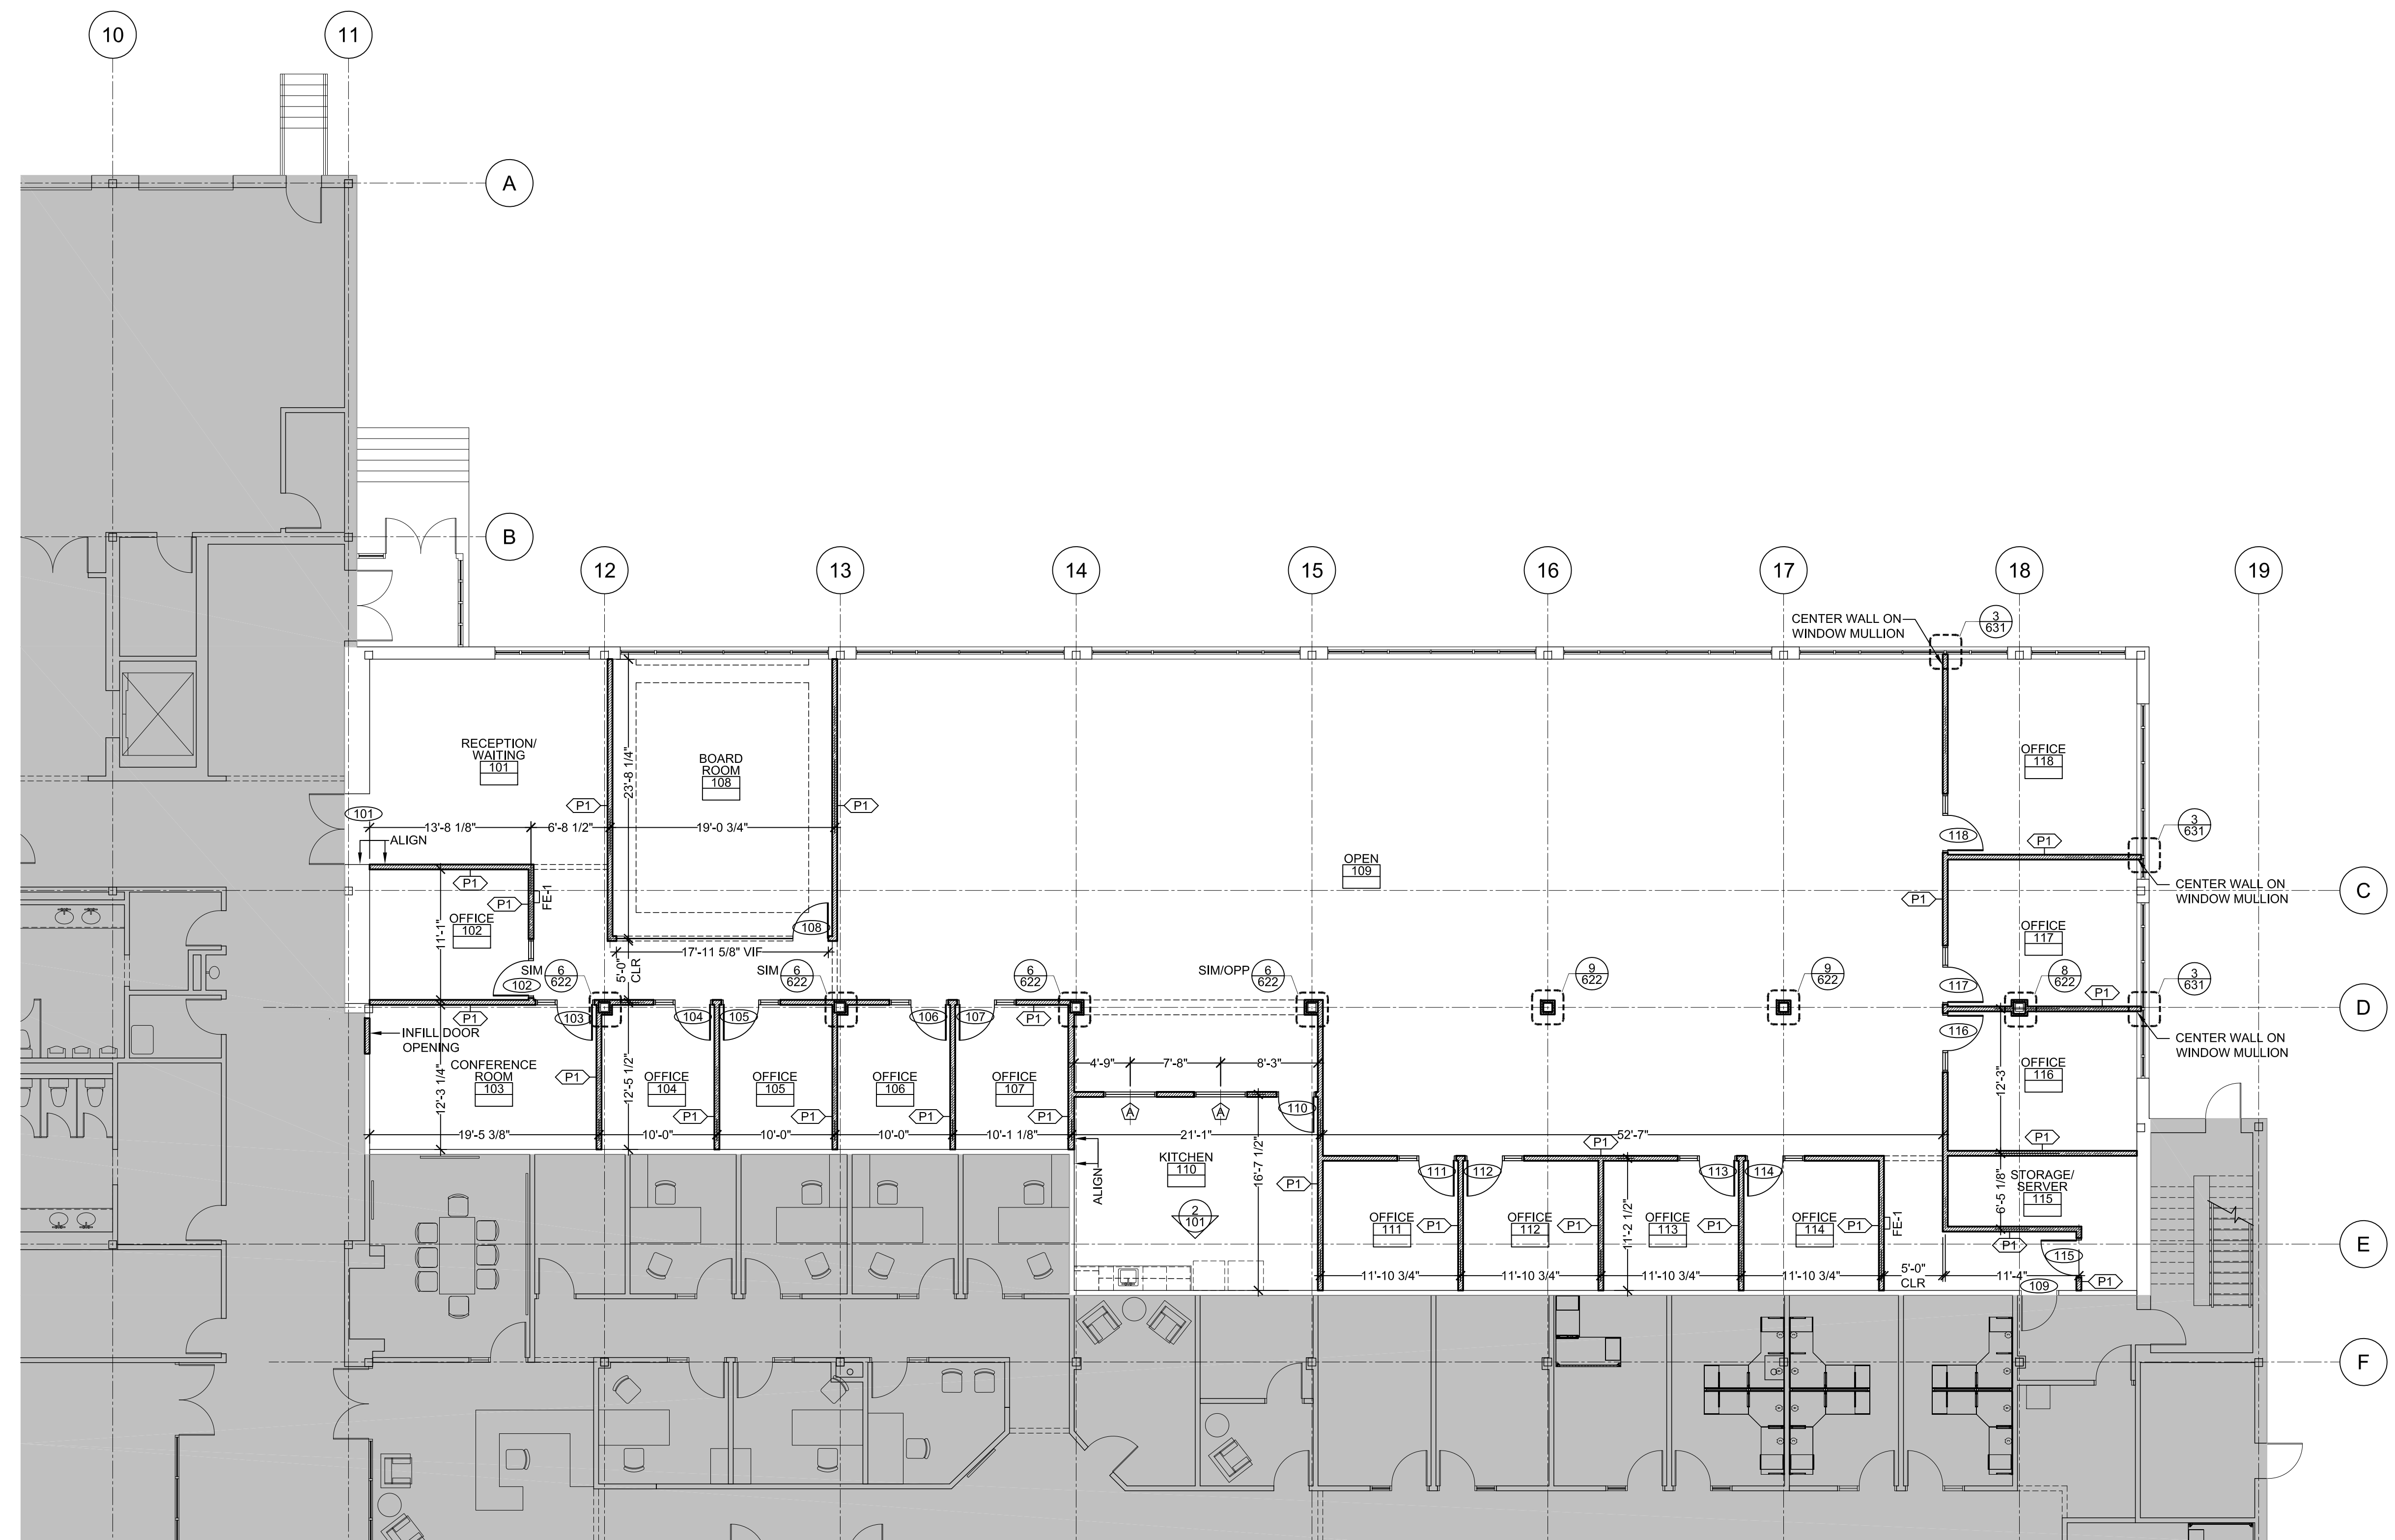 10
11
A
B
12
13
14
15
16
17
18
19
CENTER WALL ON
WINDOW MULLION
3
631
RECEPTION/
WAITING
101
23'-8 1/4"
BOARD
ROOM
108
OFFICE
118
P1
P1
101
13'-8 1/8"
6'-8 1/2"
19'-0 3/4"
ALIGN
118
3
631
P1
OPEN
109
P1
P1
FE-1
CENTER WALL ON
WINDOW MULLION
C
P1
OFFICE
102
11'-1"
108
OFFICE
117
17'-11 5/8" VIF
5'-0"
CLR
SIM
6
622
SIM
6
622
6
622
SIM/OPP
6
622
9
622
9
622
8
622
3
631
102
117
P1
D
P1
103
104
105
106
107
P1
116
INFILL DOOR
OPENING
CENTER WALL ON
WINDOW MULLION
CONFERENCE
ROOM
103
12'-3 1/4"
P1
12'-5 1/2"
OFFICE
104
OFFICE
105
OFFICE
106
OFFICE
107
4'-9"
7'-8"
8'-3"
OFFICE
116
12'-3"
P1
P1
P1
P1
A
A
110
19'-5 3/8"
10'-0"
10'-0"
10'-0"
10'-1 1/8"
21'-1"
52'-7"
P1
P1
KITCHEN
110
16'-7 1/2"
ALIGN
P1
111
112
113
114
STORAGE/
SERVER
115
6'-5 1/8"
2
101
OFFICE
111
P1
OFFICE
112
P1
11'-2 1/2"
OFFICE
113
P1
OFFICE
114
P1
FE-1
P1
E
115
11'-10 3/4"
11'-10 3/4"
11'-10 3/4"
11'-10 3/4"
5'-0"
CLR
11'-4"
109
P1
F